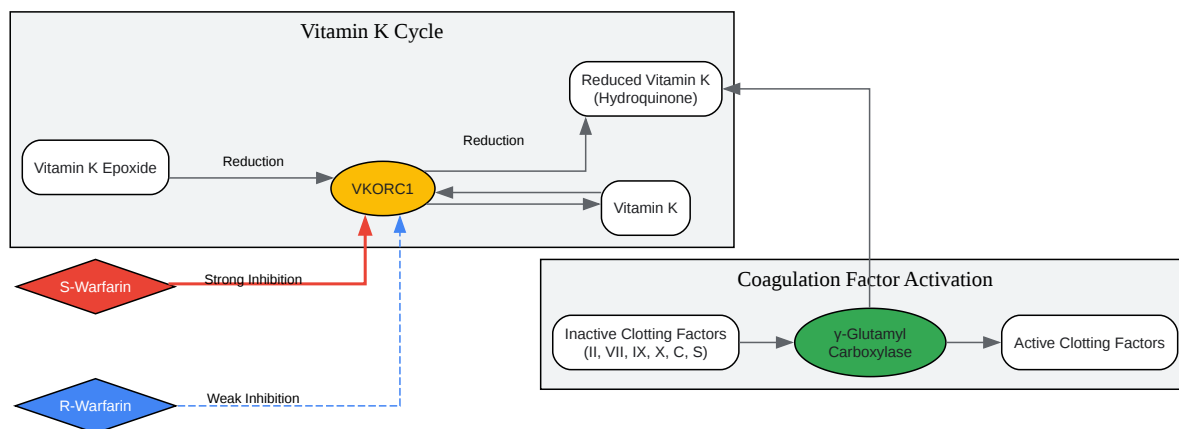 Vitamin K Cycle
Reduced Vitamin K
(Hydroquinone)
Reduction
Vitamin K Epoxide
Reduction
VKORC1
Vitamin K
S-Warfarin
Strong Inhibition
Coagulation Factor Activation
Inactive Clotting Factors
(II, VII, IX, X, C, S)
γ-Glutamyl
Carboxylase
Active Clotting Factors
R-Warfarin
Weak Inhibition